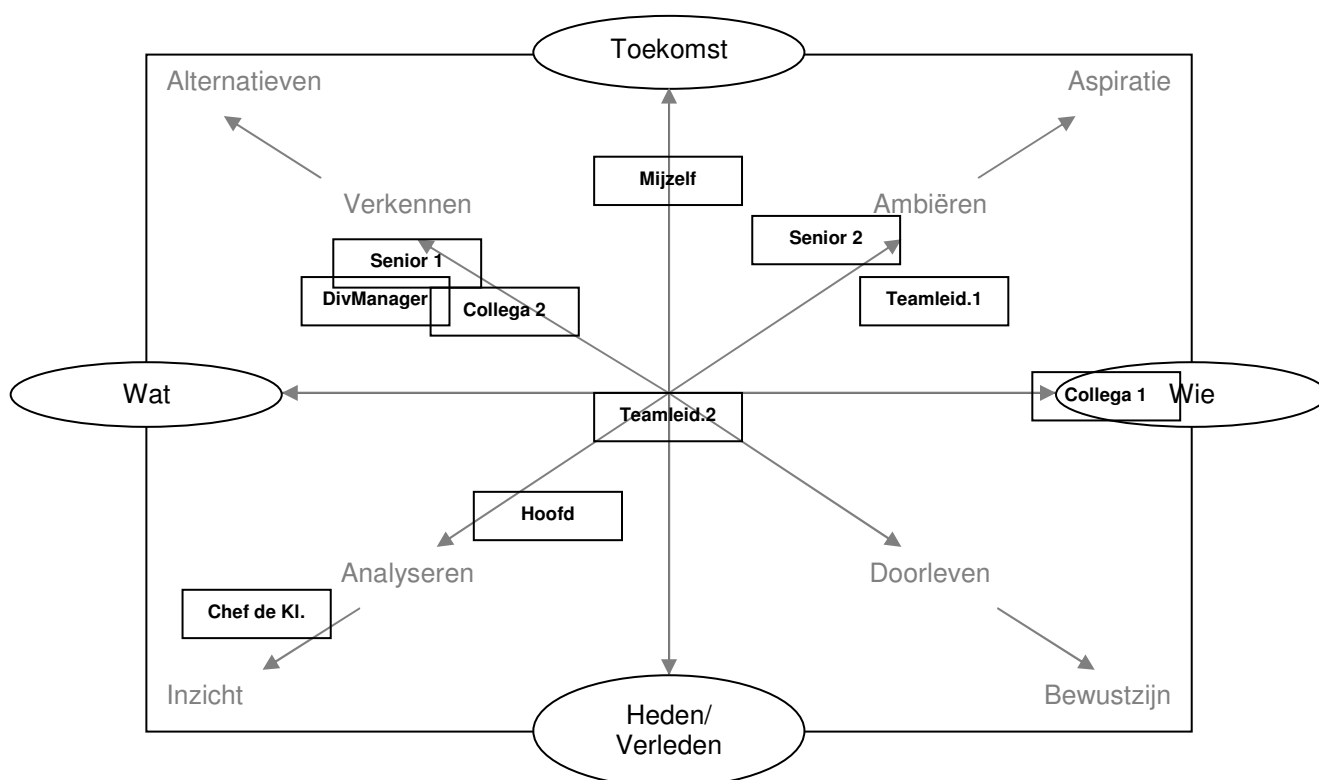 Toekomst
Alternatieven
Aspiratie
Mijzelf
Verkennen
Ambiëren
Senior 2
Senior 1
DivManager
Collega 2
Teamleid.1
Wat
Collega 1
Wie
Teamleid.2
Hoofd
Analyseren
Doorleven
Chef de Kl.
Inzicht
Heden/
Verleden
Bewustzijn